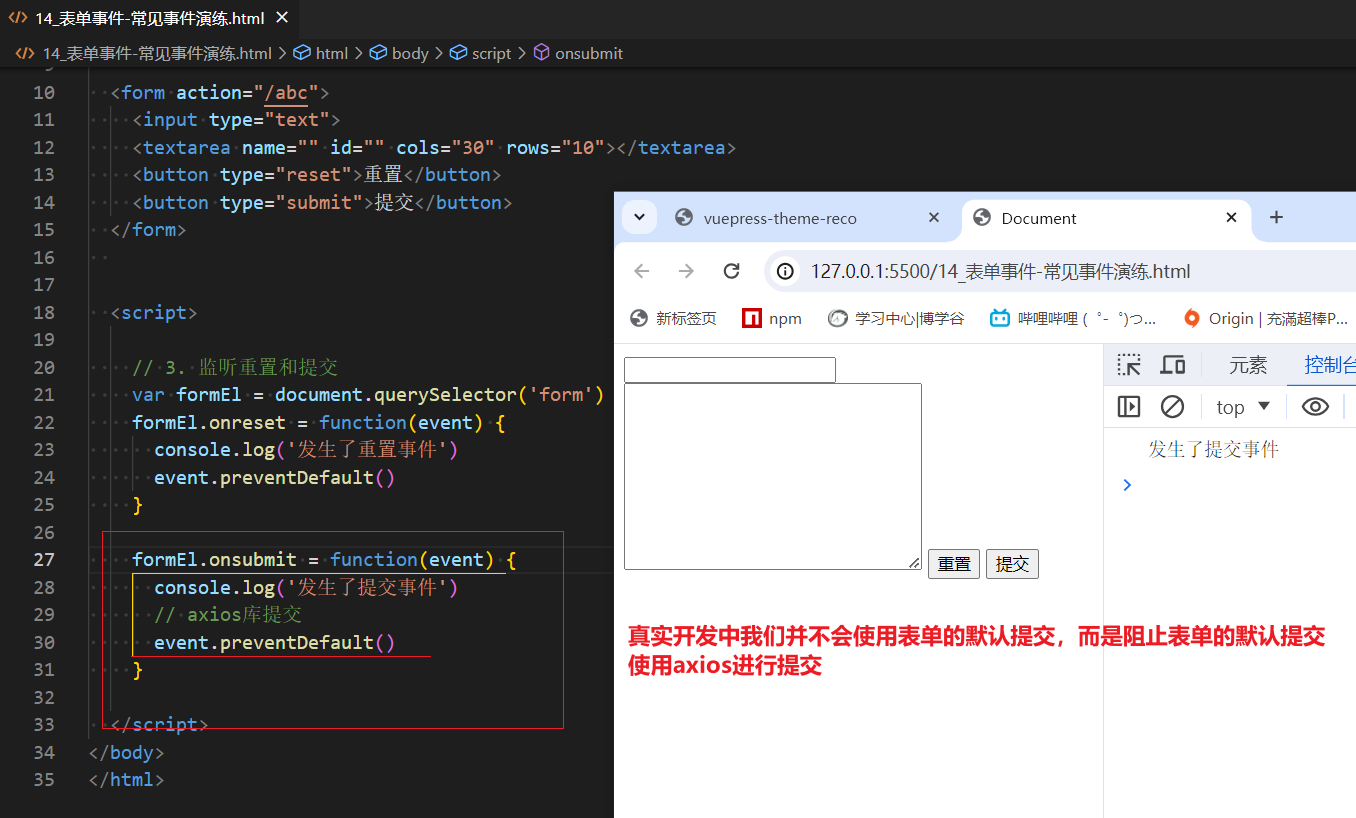 14_表单事件-常见事件演练.html
14_表单事件-常见事件演练.html > html > body > script > onsubmit
10 <form action="/abc">
11 <input type="text">
12 <textarea name="" id="" cols="30" rows="10"></textarea>
13 <button type="reset">重置</button>
14 <button type="submit">提交</button>
15 </form>
16
17
18 <script>
19
20 // 3. 监听重置和提交
21 var formEl = document.querySelector('form')
22 formEl.onreset = function(event) {
23 console.log('发生了重置事件')
24 event.preventDefault()
25 }
26
27 formEl.onsubmit = function(event) {
28 console.log('发生了提交事件')
29 // axios库提交
30 event.preventDefault()
31 }
32
33 </script>
34 </body>
35 </html>
vuepress-theme-reco
Document
127.0.0.1:5500/14_表单事件-常见事件演练.html
新标签页 npm 学习中心|博学谷 哔哩哔哩 ( ゜- ゜)つ... Origin | 充满超棒P...
元素 控制台
top
发生了提交事件
重置 提交
真实开发中我们并不会使用表单的默认提交，而是阻止表单的默认提交
使用axios进行提交